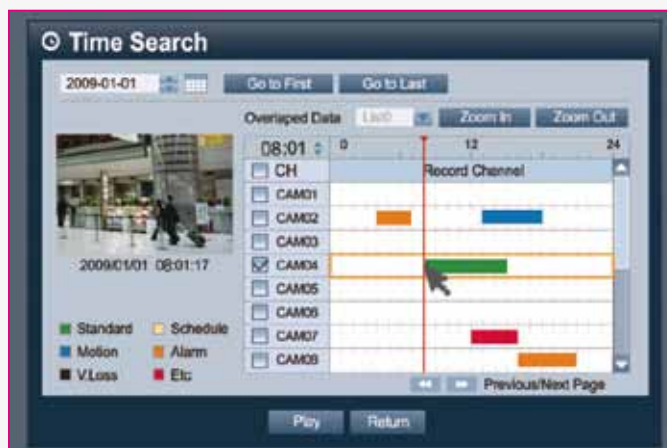 Time Search
2009-01-01 Go to First Go to Last
Overlaped Data List0 Zoom In Zoom Out
08:01 0 12 24
CH Record Channel
CAM01
CAM02
CAM03
CAM04
CAM05
CAM06
CAM07
CAM08
2009/01/01 08:01:17
Standard Schedule
Motion Alarm
V.Loss Etc
Previous/Next Page
Play Return